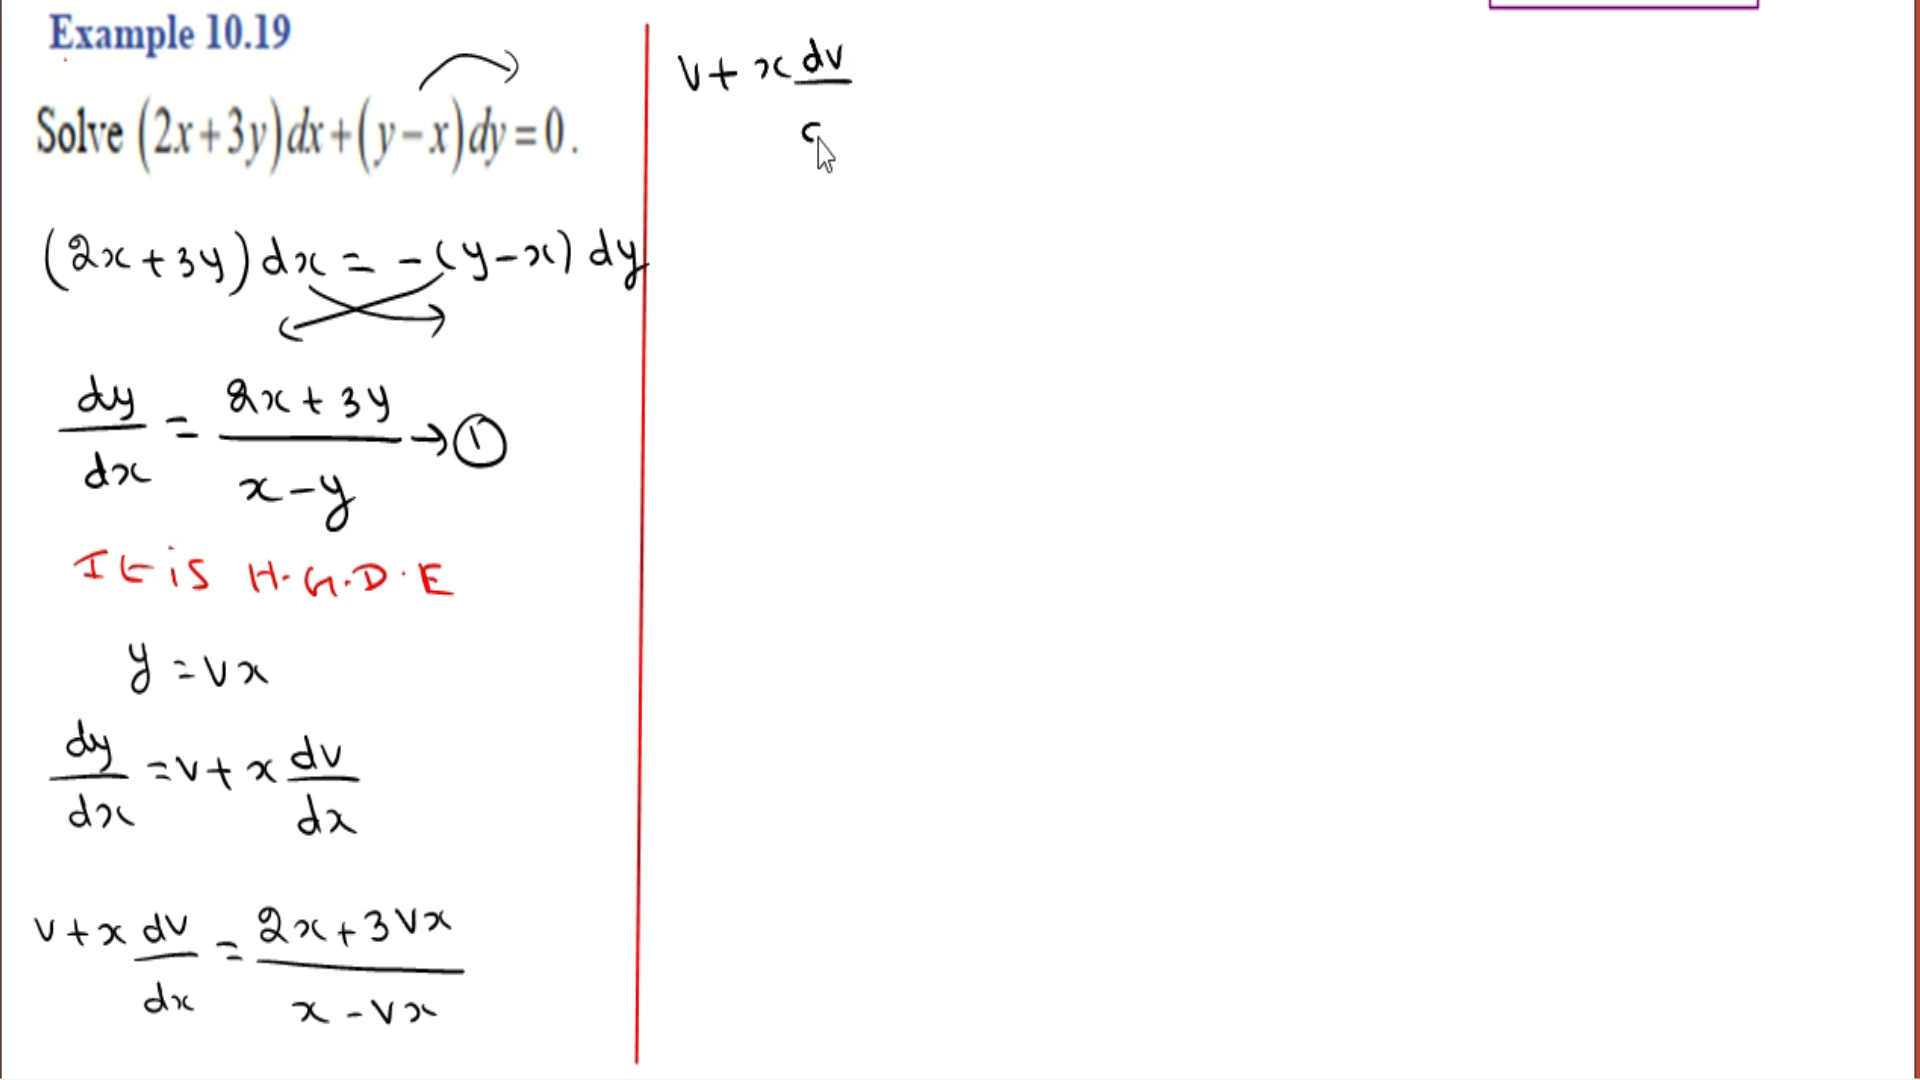 Example 10.19
Solve (2x+3y)dx+(y−x)dy=0.
(2x+3y)dx = -(y-x)dy
dy/dx = 2x+3y/x-y → ①
It is H.G.D.E
y = vx
dy/dx = v+x dv/dx
v+x dv/dx = 2x+3vx/x-vx
v+x dv